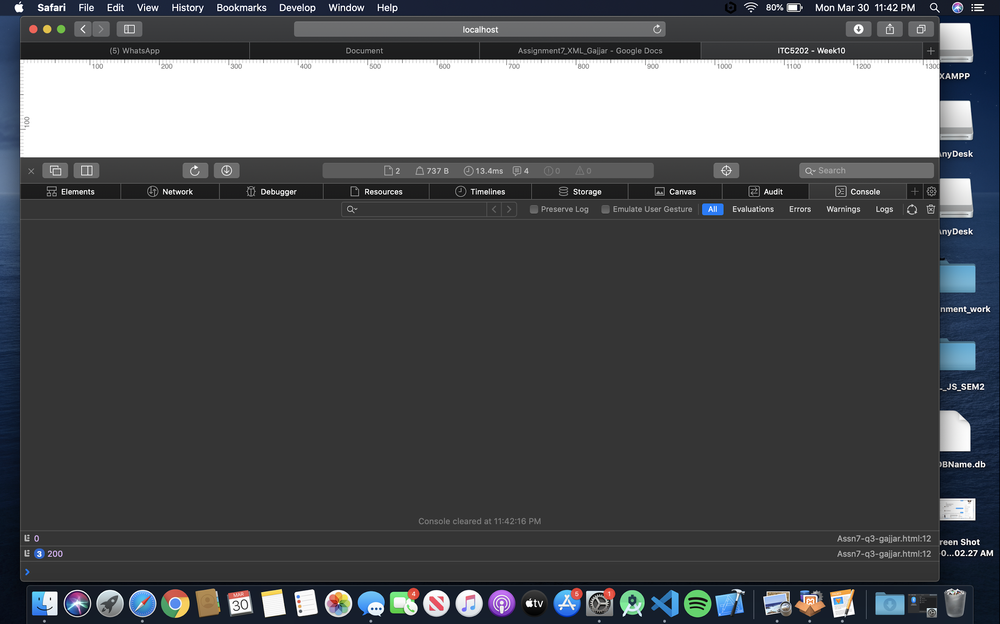 Safari File Edit View History Bookmarks Develop Window Help 80% Mon Mar 30 11:42 PM
localhost
(5) WhatsApp Document Assignment7_XML_Gajjar - Google Docs ITC5202 - Week10
100 200 300 400 500 600 700 800 900 1000 1100 1200 1300
100
XAMPP
AnyDesk
2 737 B 13.4ms 4 0 0 Search
Elements Network Debugger Resources Timelines Storage Canvas Audit Console
Preserve Log Emulate User Gesture All Evaluations Errors Warnings Logs
AnyDesk
nment_work
_JS_SEM2
DBName.db
Console cleared at 11:42:16 PM
0 Assn7-q3-gajjar.html:12
3 200 Assn7-q3-gajjar.html:12
reen Shot
-0...02.27 AM
MAR
30
4
tv
5
1
PAGES